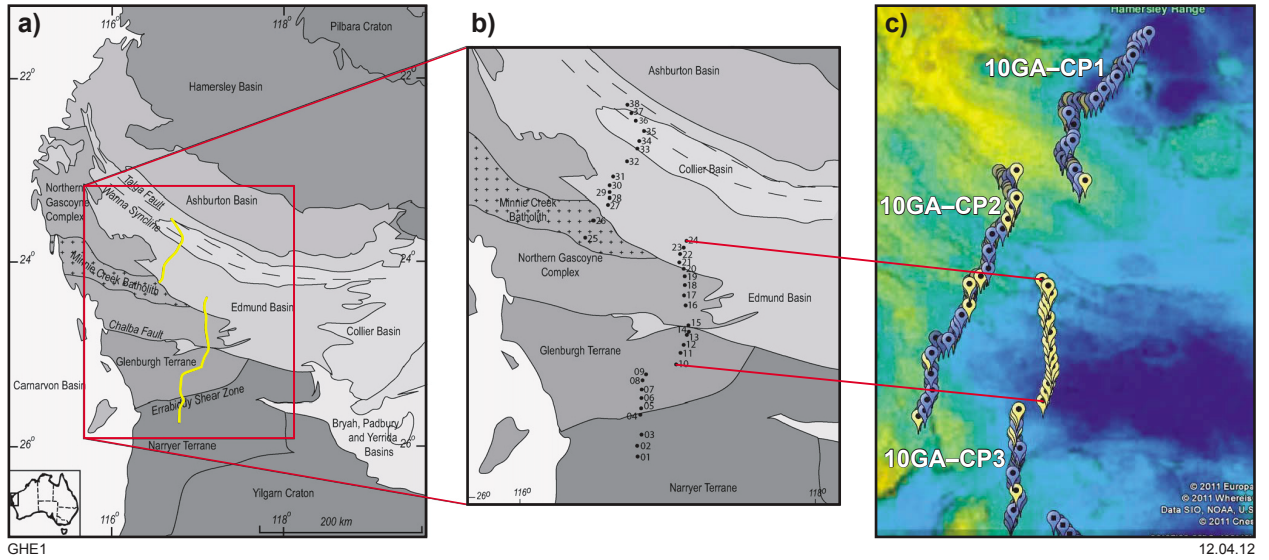 a)
116°
118°
Pilbara Craton
22°
22°
Hamersley Basin
Talga Fault
Wanna Syncline
Northern
Gascoyne
Complex
Ashburton Basin
24°
24°
Minnie Creek Batholith
Edmund Basin
Chalba Fault
Collier Basin
Glenburgh Terrane
Carnarvon Basin
Errabiddy Shear Zone
Bryah, Padbury
and Yerrida
Basins
26°
26°
Narryer Terrane
Yilgarn Craton
116°
118°
200 km
GHE1
b)
Ashburton Basin
38
37
36
35
34
33
32
Collier Basin
31
30
29
28
27
Minnie Creek
Batholith
26
25
24
23
22
21
20
19
18
17
16
Northern Gascoyne
Complex
Edmund Basin
15
14
13
12
11
10
Glenburgh Terrane
09
08
07
06
05
04
03
02
01
Narryer Terrane
26°
116°
118°
c)
Hamersley Range
10GA–CP1
10GA–CP2
10GA–CP3
© 2011 Europa
© 2011 Whereis
Data SIO, NOAA, U.S
© 2011 Cnes
12.04.12